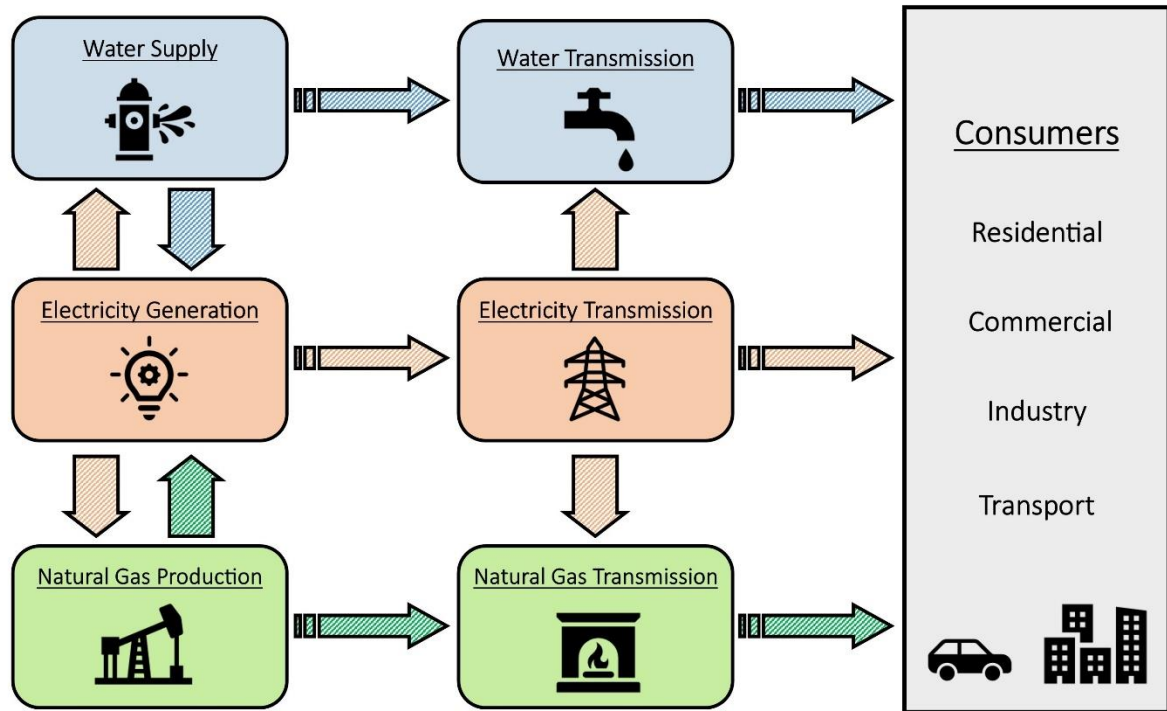 Water Supply
Water Transmission
Consumers
Residential
Commercial
Industry
Transport
Electricity Generation
Electricity Transmission
Natural Gas Production
Natural Gas Transmission